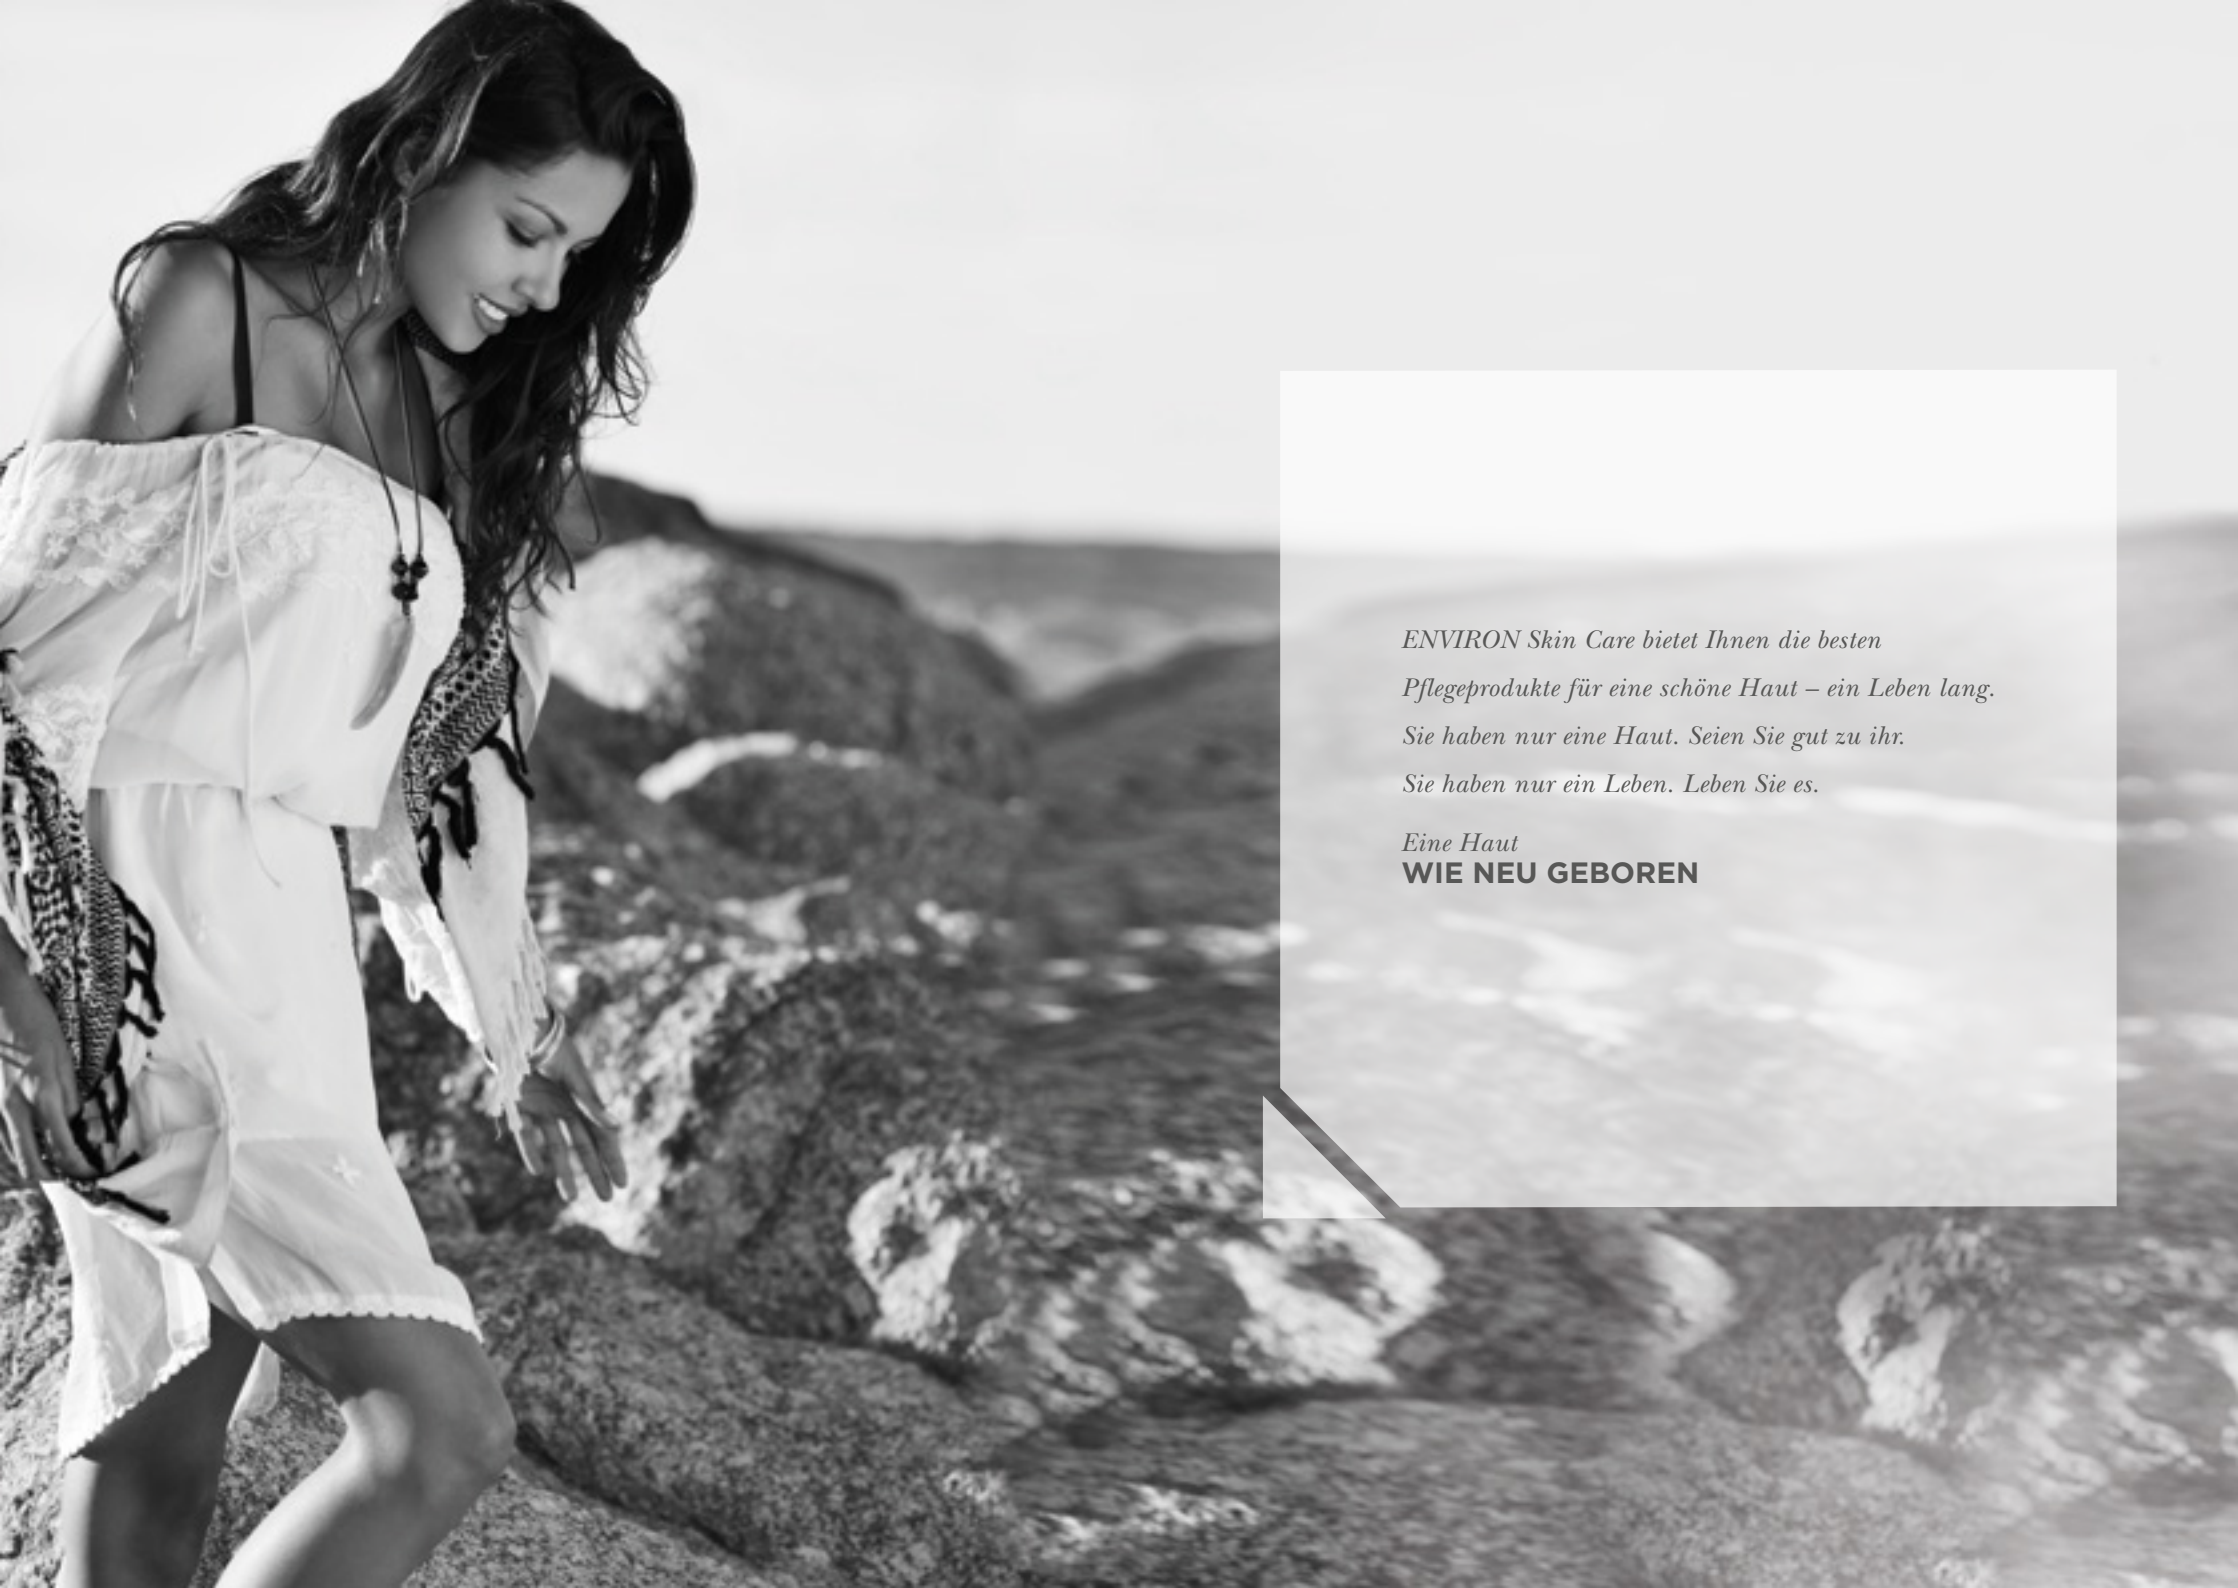 ENVIRON Skin Care bietet Ihnen die besten
Pflegeprodukte für eine schöne Haut – ein Leben lang.
Sie haben nur eine Haut. Seien Sie gut zu ihr.
Sie haben nur ein Leben. Leben Sie es.
Eine Haut
WIE NEU GEBOREN